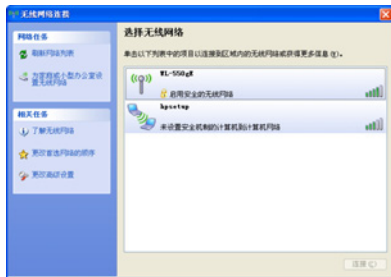 无线网络连接
选择无线网络
网络任务
刷新网络列表
为家庭或小型办公室设置无线网络
相关任务
了解无线网络
更改首选网络的顺序
更改高级设置
单击以下列表中的项目以连接到区域内的无线网络或获得更多信息(W)。
WL-550gE
启用安全的无线网络
hpsetup
未设置安全机制的计算机到计算机网络
连接(C)